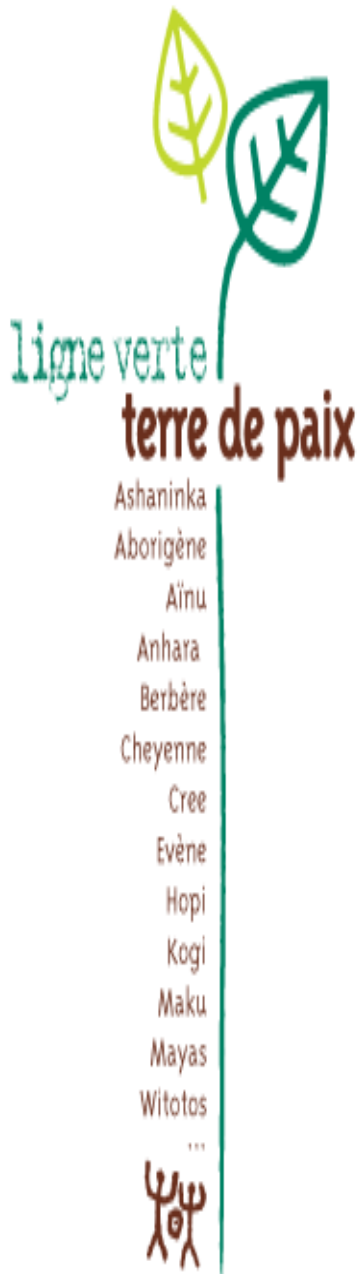 ligne verte
terre de paix
Ashaninka
Aborigène
Aïnu
Anhara
Berbère
Cheyenne
Cree
Evène
Hopi
Kogi
Maku
Mayas
Witotos
...